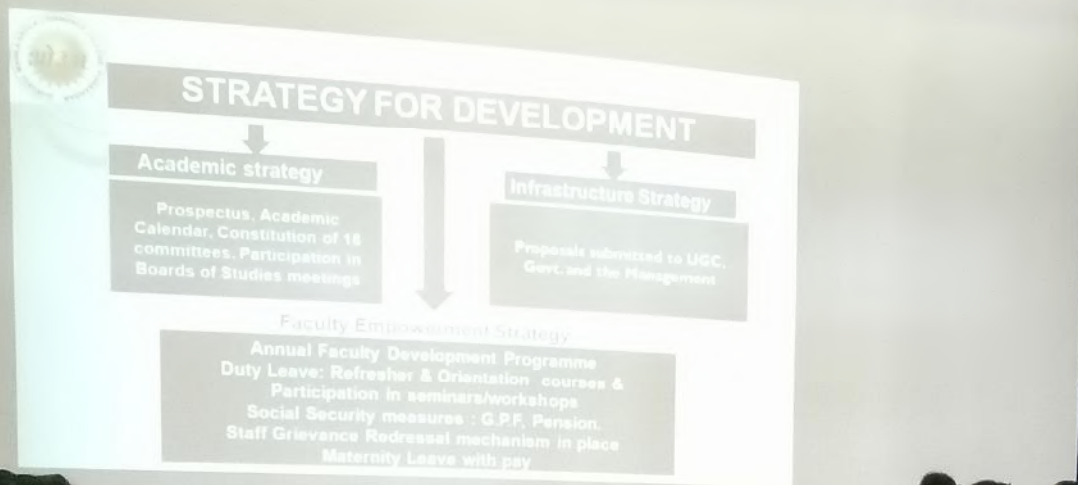 STRATEGY FOR DEVELOPMENT
Academic strategy
Prospectus, Academic
Calendar, Constitution of 16
committees, Participation in
Boards of Studies meetings
Infrastructure Strategy
Proposals submitted to UGC,
Govt. and the Management
Faculty Empowerment Strategy
Annual Faculty Development Programme
Duty Leave: Refresher & Orientation courses &
Participation in seminars/workshops
Social Security measures : G.P.F, Pension.
Staff Grievance Redressal mechanism in place
Maternity Leave with pay